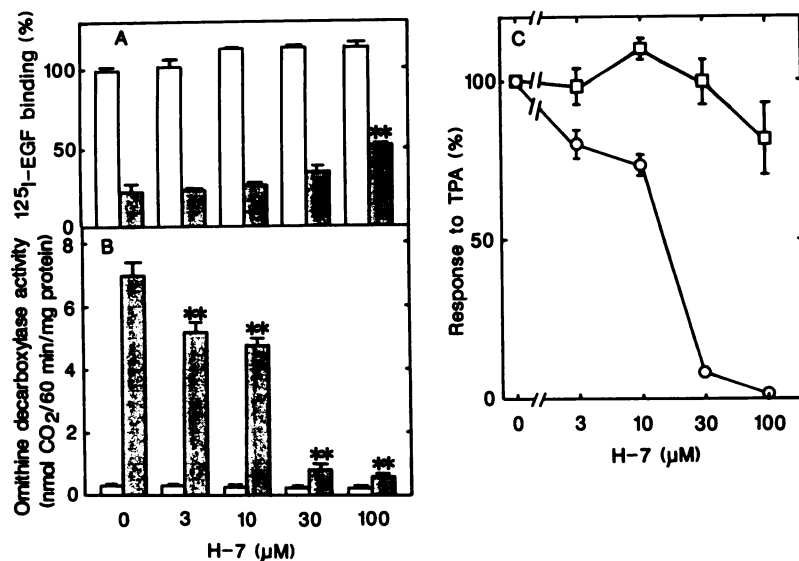 A
125I-EGF binding (%)
100
50
0
**
B
Ornithine decarboxylase activity
(nmol CO2/60 min/mg protein)
8
6
4
2
0
**
**
**
**
0 3 10 30 100
H-7 (μM)
C
Response to TPA (%)
100
50
0
0 3 10 30 100
H-7 (μM)